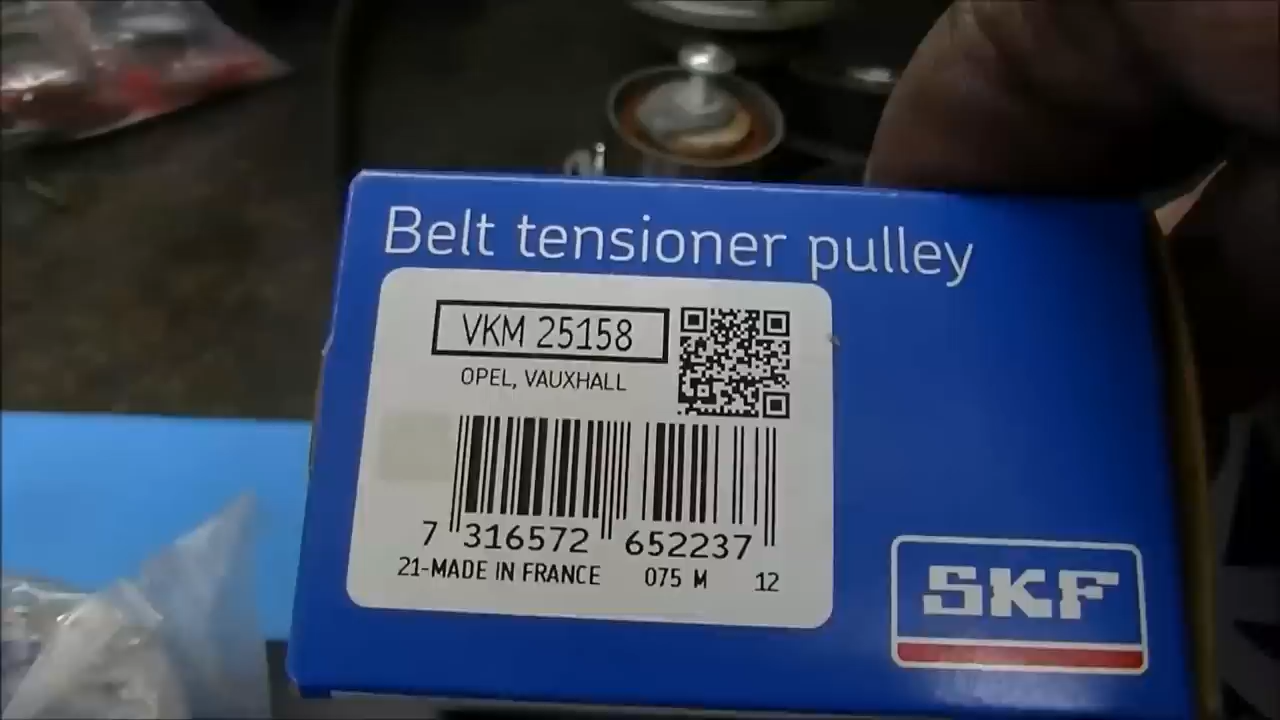 Belt tensioner pulley
VKM 25158
OPEL, VAUXHALL
7 316572 652237
21-MADE IN FRANCE 075 M 12
SKF